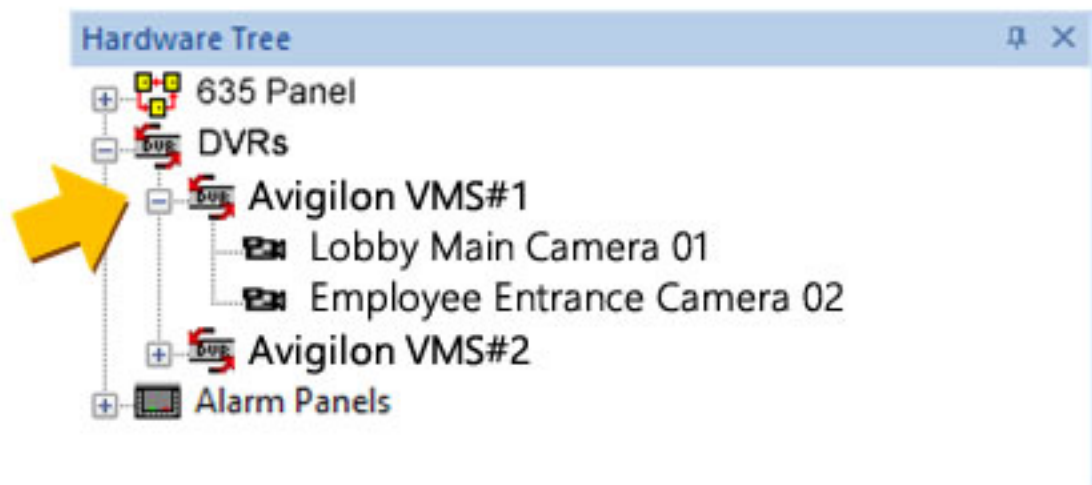 Hardware Tree
635 Panel
DVRs
Avigilon VMS#1
Lobby Main Camera 01
Employee Entrance Camera 02
Avigilon VMS#2
Alarm Panels